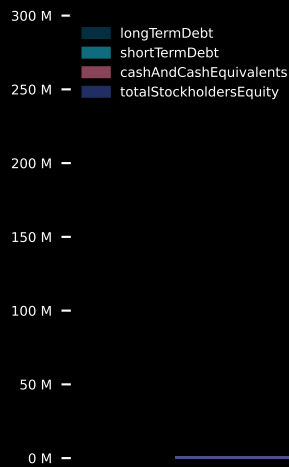 300 M
longTermDebt
shortTermDebt
cashAndCashEquivalents
totalStockholdersEquity
250 M
200 M
150 M
100 M
50 M
0 M